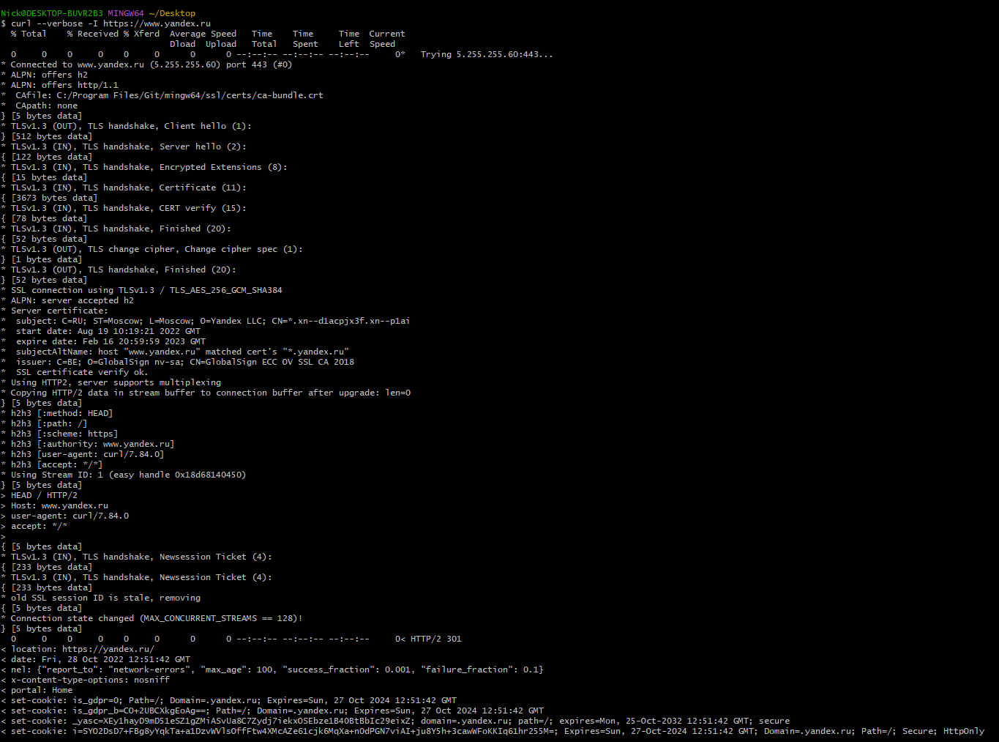 Nick@DESKTOP-BUVR2B3 MINGW64 ~/Desktop
$ curl --verbose -I https://www.yandex.ru
  % Total    % Received % Xferd  Average Speed   Time    Time     Time  Current
                                 Dload  Upload   Total   Spent    Left  Speed
  0     0    0     0    0     0      0      0 --:--:-- --:--:-- --:--:--     0*   Trying 5.255.255.60:443...
* Connected to www.yandex.ru (5.255.255.60) port 443 (#0)
* ALPN: offers h2
* ALPN: offers http/1.1
*  CAfile: C:/Program Files/Git/mingw64/ssl/certs/ca-bundle.crt
*  CApath: none
} [5 bytes data]
* TLSv1.3 (OUT), TLS handshake, Client hello (1):
} [512 bytes data]
* TLSv1.3 (IN), TLS handshake, Server hello (2):
{ [122 bytes data]
* TLSv1.3 (IN), TLS handshake, Encrypted Extensions (8):
{ [15 bytes data]
* TLSv1.3 (IN), TLS handshake, Certificate (11):
{ [3673 bytes data]
* TLSv1.3 (IN), TLS handshake, CERT verify (15):
{ [78 bytes data]
* TLSv1.3 (IN), TLS handshake, Finished (20):
{ [52 bytes data]
* TLSv1.3 (OUT), TLS change cipher, Change cipher spec (1):
} [1 bytes data]
* TLSv1.3 (OUT), TLS handshake, Finished (20):
} [52 bytes data]
* SSL connection using TLSv1.3 / TLS_AES_256_GCM_SHA384
* ALPN: server accepted h2
* Server certificate:
*  subject: C=RU; ST=Moscow; L=Moscow; O=Yandex LLC; CN=*.xn--d1acpjx3f.xn--p1ai
*  start date: Aug 19 10:19:21 2022 GMT
*  expire date: Feb 16 20:59:59 2023 GMT
*  subjectAltName: host "www.yandex.ru" matched cert's "*.yandex.ru"
*  issuer: C=BE; O=GlobalSign nv-sa; CN=GlobalSign ECC OV SSL CA 2018
*  SSL certificate verify ok.
* Using HTTP2, server supports multiplexing
* Copying HTTP/2 data in stream buffer to connection buffer after upgrade: len=0
} [5 bytes data]
* h2h3 [:method: HEAD]
* h2h3 [:path: /]
* h2h3 [:scheme: https]
* h2h3 [:authority: www.yandex.ru]
* h2h3 [user-agent: curl/7.84.0]
* h2h3 [accept: */*]
* Using Stream ID: 1 (easy handle 0x18d68140450)
} [5 bytes data]
> HEAD / HTTP/2
> Host: www.yandex.ru
> user-agent: curl/7.84.0
> accept: */*
>
{ [5 bytes data]
* TLSv1.3 (IN), TLS handshake, Newsession Ticket (4):
{ [233 bytes data]
* TLSv1.3 (IN), TLS handshake, Newsession Ticket (4):
{ [233 bytes data]
* old SSL session ID is stale, removing
{ [5 bytes data]
* Connection state changed (MAX_CONCURRENT_STREAMS == 128)!
} [5 bytes data]
  0     0    0     0    0     0      0      0 --:--:-- --:--:-- --:--:--     0< HTTP/2 301
< location: https://yandex.ru/
< date: Fri, 28 Oct 2022 12:51:42 GMT
< nel: {"report_to": "network-errors", "max_age": 100, "success_fraction": 0.001, "failure_fraction": 0.1}
< x-content-type-options: nosniff
< portal: Home
< set-cookie: is_gdpr=0; Path=/; Domain=.yandex.ru; Expires=Sun, 27 Oct 2024 12:51:42 GMT
< set-cookie: is_gdpr_b=CO+2UBCXkgEoAg==; Path=/; Domain=.yandex.ru; Expires=Sun, 27 Oct 2024 12:51:42 GMT
< set-cookie: _yasc=XEy1hayD9mD51eSZ1gZMiASvUa8C7Zydj7iekxOSEbze1B4OBtBbIc29eixZ; domain=.yandex.ru; path=/; expires=Mon, 25-Oct-2032 12:51:42 GMT; secure
< set-cookie: i=SYO2DsD7+FBg8yYqkTa+a1DzvWVlsOffFtw4XMcAZe61cjk6MqXa+nOdPGN7viAI+ju8Y5h+3cawWFoKKIq61hr255M=; Expires=Sun, 27-Oct-2024 12:51:42 GMT; Domain=.yandex.ru; Path=/; Secure; HttpOnly